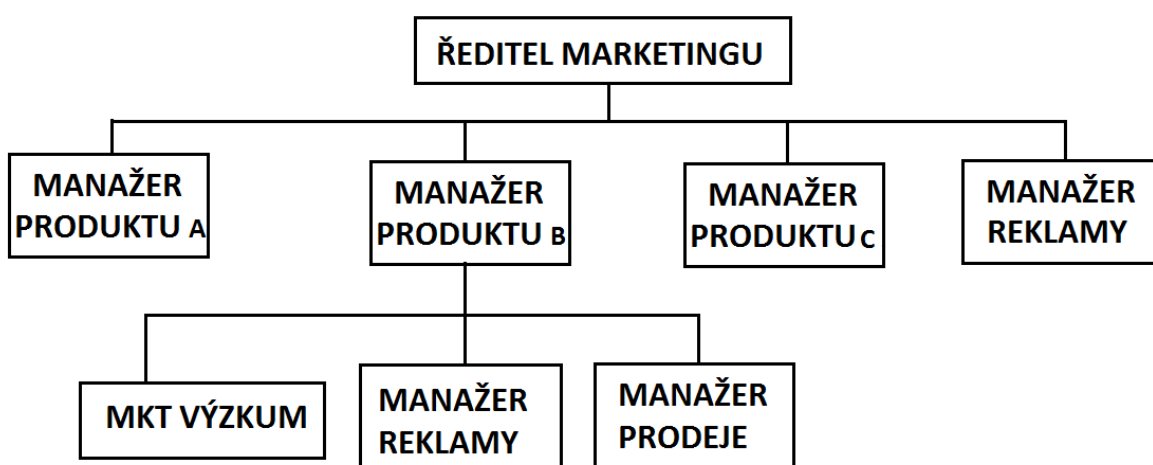 ŘEDITEL MARKETINGU
MANAŽER
PRODUKTU A
MANAŽER
PRODUKTU B
MANAŽER
PRODUKTU C
MANAŽER
REKLAMY
MKT VÝZKUM
MANAŽER
REKLAMY
MANAŽER
PRODEJE